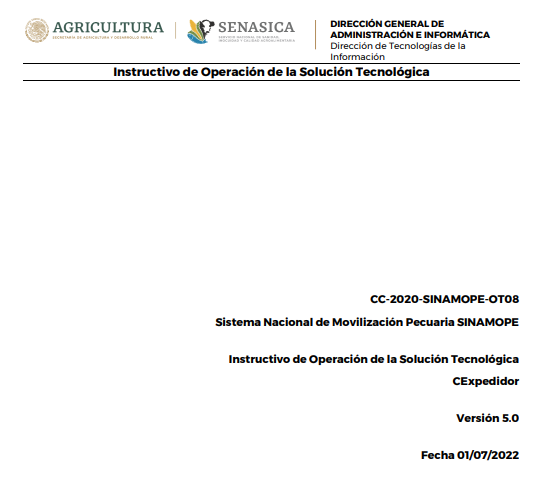 AGRICULTURA
SECRETARÍA DE AGRICULTURA Y DESARROLLO RURAL
SENASICA
SERVICIO NACIONAL DE SANIDAD,
INOCUIDAD Y CALIDAD AGROALIMENTARIA
DIRECCIÓN GENERAL DE
ADMINISTRACIÓN E INFORMÁTICA
Dirección de Tecnologías de la
Información
Instructivo de Operación de la Solución Tecnológica
CC-2020-SINAMOPE-OT08
Sistema Nacional de Movilización Pecuaria SINAMOPE
Instructivo de Operación de la Solución Tecnológica
CExpedidor
Versión 5.0
Fecha 01/07/2022